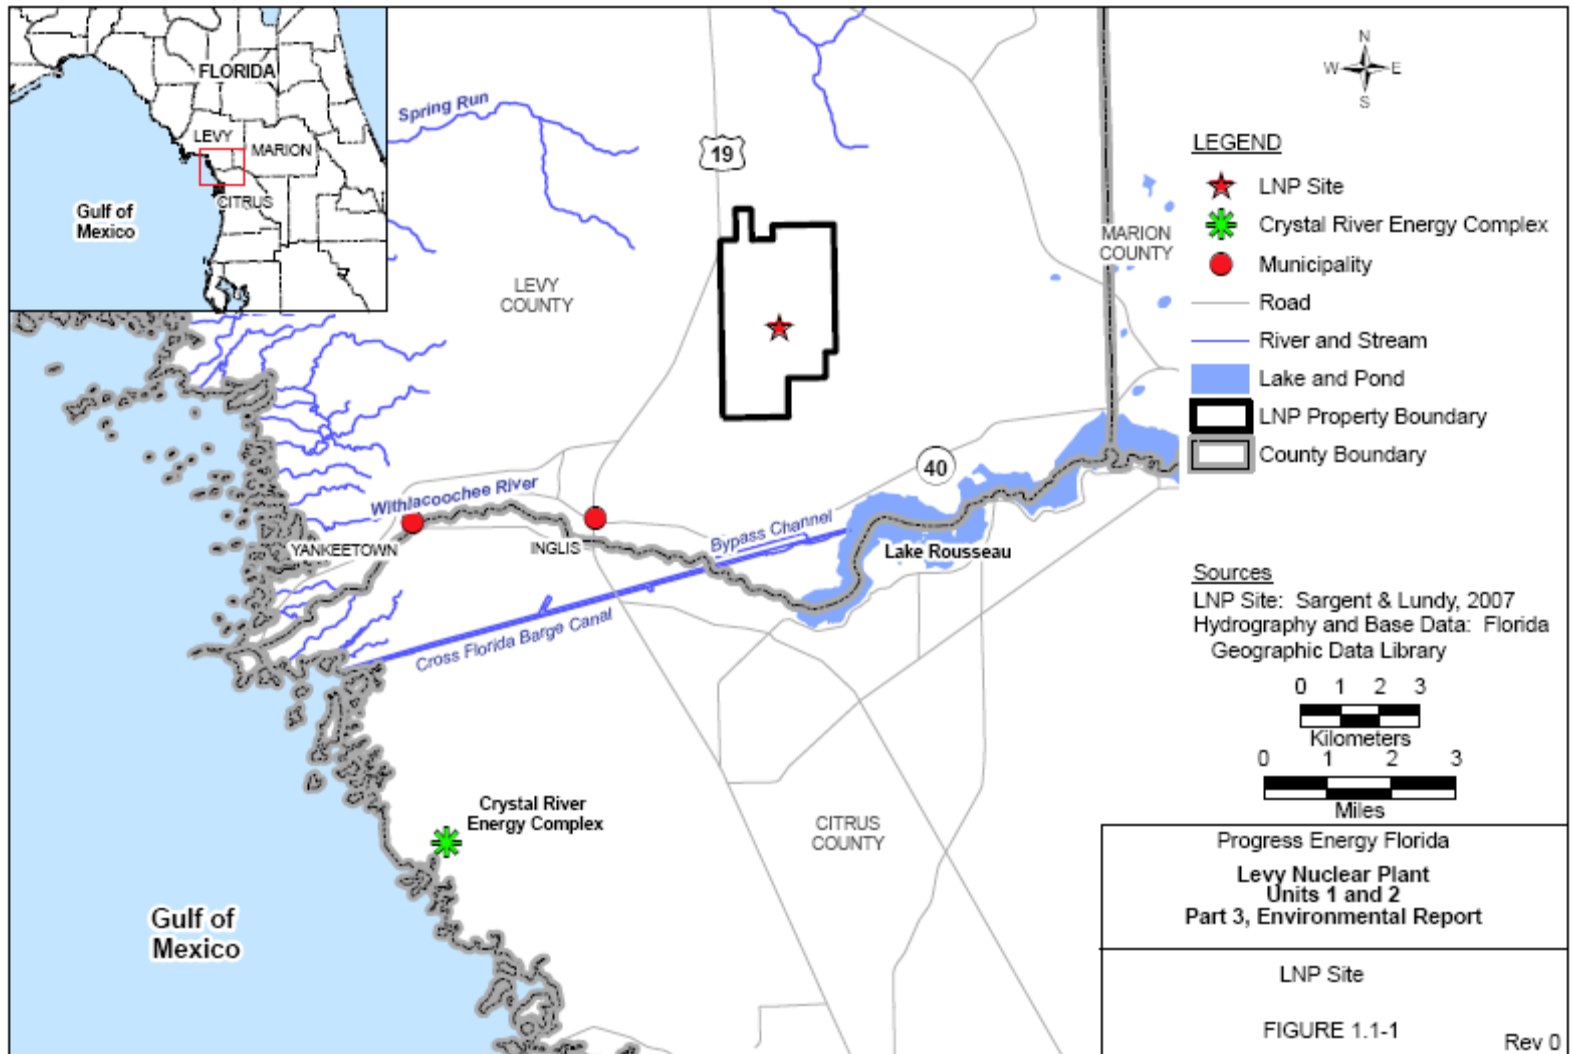 FLORIDA
LEVY
MARION
CITRUS
Gulf of
Mexico
Spring Run
19
LEVY
COUNTY
MARION
COUNTY
40
Withlacoochee River
YANKEETOWN
INGLIS
Bypass Channel
Lake Rousseau
Cross Florida Barge Canal
Crystal River
Energy Complex
CITRUS
COUNTY
Gulf of
Mexico
N
W E
S
LEGEND
LNP Site
Crystal River Energy Complex
Municipality
Road
River and Stream
Lake and Pond
LNP Property Boundary
County Boundary
Sources
LNP Site: Sargent & Lundy, 2007
Hydrography and Base Data: Florida
Geographic Data Library
0 1 2 3
Kilometers
0 1 2 3
Miles
Progress Energy Florida
Levy Nuclear Plant
Units 1 and 2
Part 3, Environmental Report
LNP Site
FIGURE 1.1-1
Rev 0